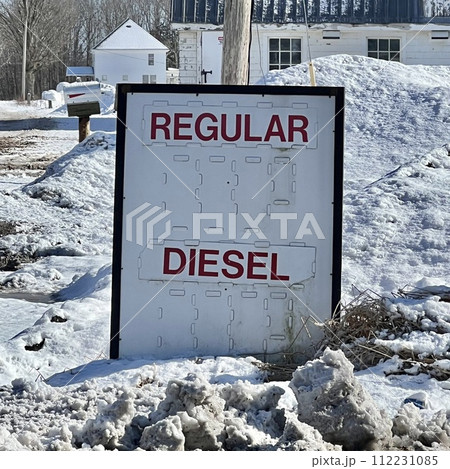 REGULAR
PIXTA
DIESEL
pixta.jp - 112231085